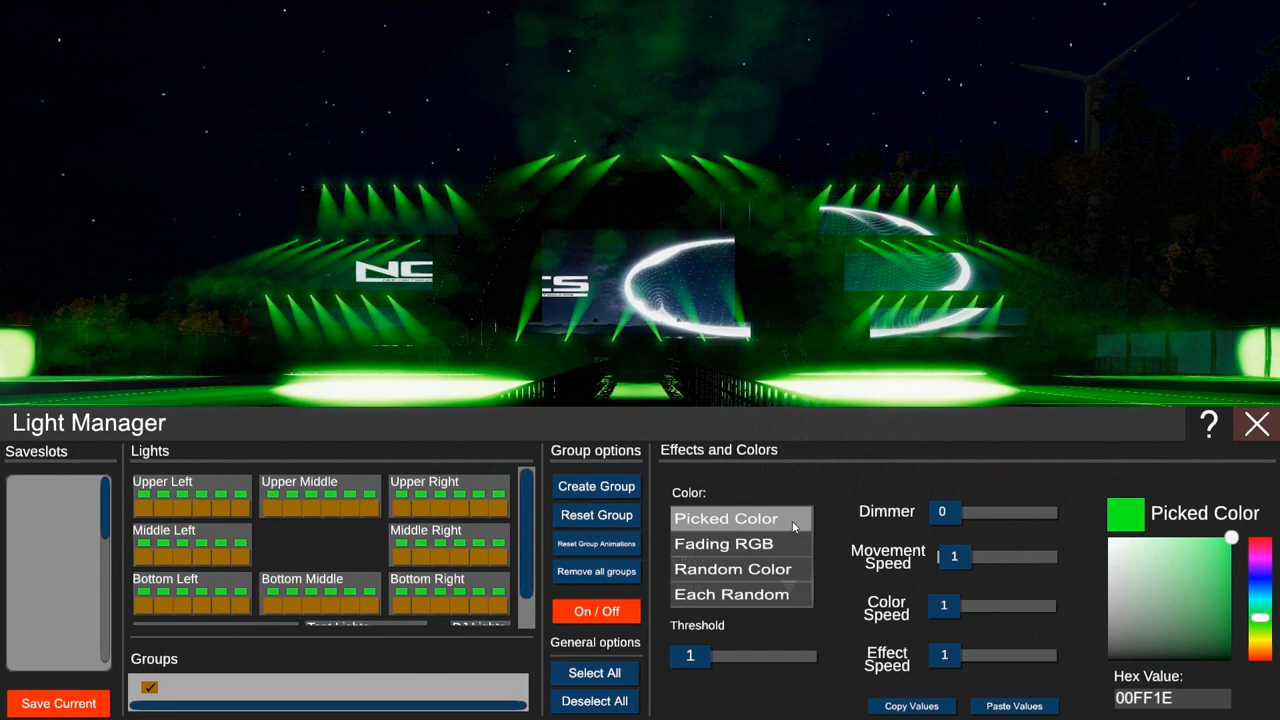 NC
CS
Light Manager
?
Saveslots
Lights
Group options
Effects and Colors
Upper Left
Upper Middle
Upper Right
Middle Left
Middle Right
Bottom Left
Bottom Middle
Bottom Right
Create Group
Reset Group
Reset Group Animations
Remove all groups
On / Off
General options
Select All
Deselect All
Groups
Save Current
Color:
Picked Color
Fading RGB
Random Color
Each Random
Threshold
1
Dimmer
0
Movement
Speed
1
Color
Speed
1
Effect
Speed
1
Copy Values
Paste Values
Picked Color
Hex Value:
00FF1E